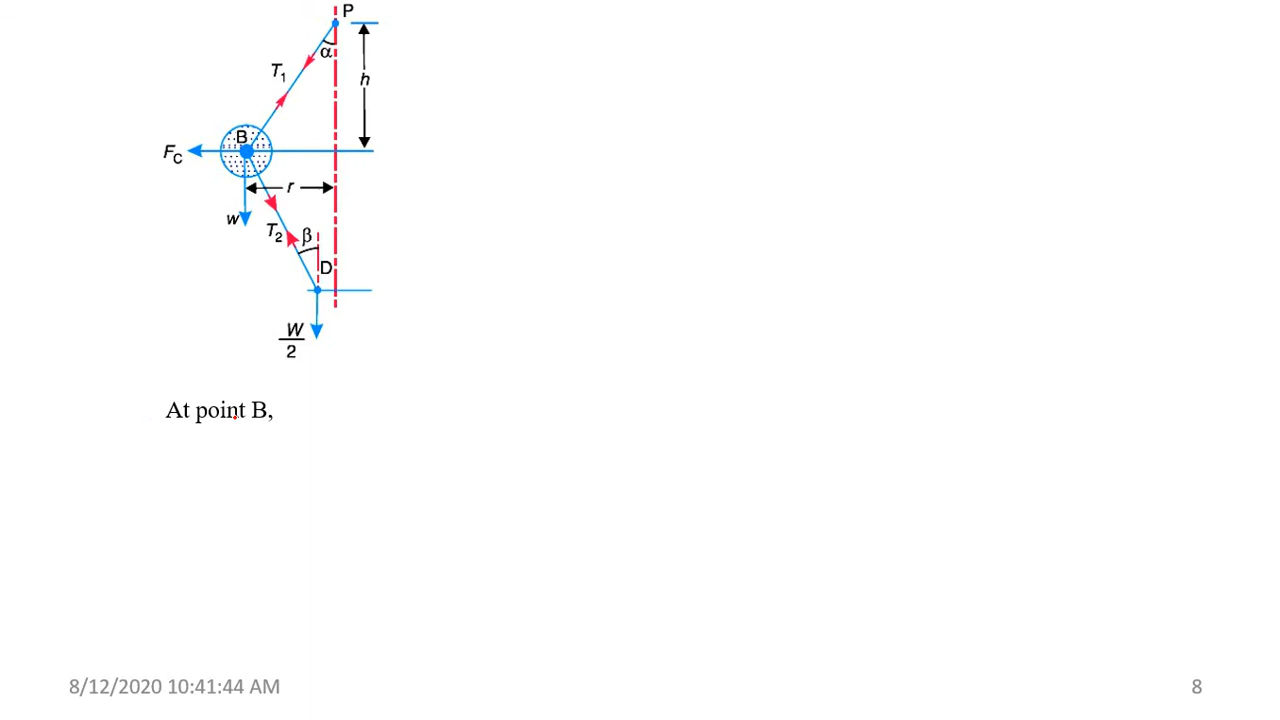 P
α
T1
h
B
FC
r
w
T2
β
D
W
2
At point B,
8/12/2020 10:41:44 AM
8